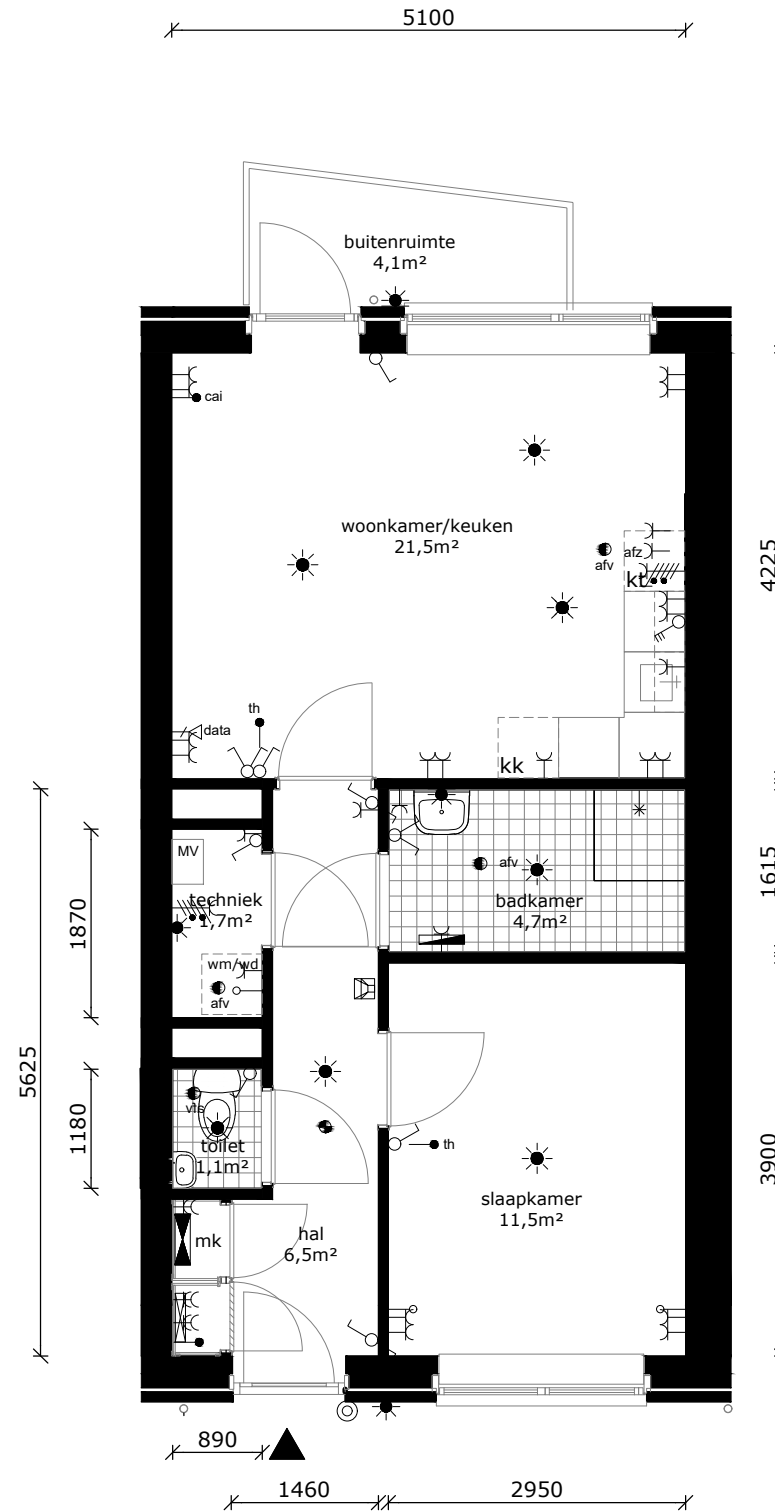 5100
buitenruimte
4,1m²
cai
woonkamer/keuken
21,5m²
afv
afz
kt
4225
th
data
kk
MV
techniek
1,7m²
1870
wm/wd
afv
afv
badkamer
4,7m²
1615
5625
1180
vls
toilet
1,1m²
th
3900
slaapkamer
11,5m²
mk
hal
6,5m²
890
1460
2950